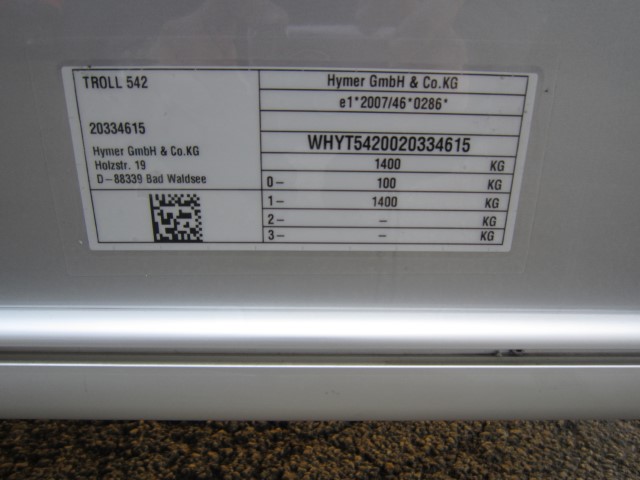 TROLL 542
20334615
Hymer GmbH & Co.KG
Holzstr. 19
D-88339 Bad Waldsee
Hymer GmbH & Co.KG
e1*2007/46*0286*
WHYT5420020334615
1400 KG
0- 100 KG
1- 1400 KG
2- - KG
3- - KG